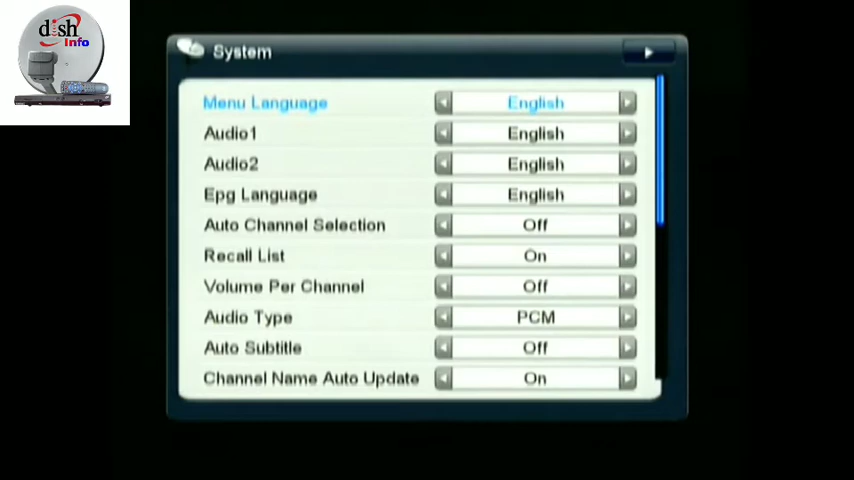 dish
Info
System
Menu Language English
Audio1 English
Audio2 English
Epg Language English
Auto Channel Selection Off
Recall List On
Volume Per Channel Off
Audio Type PCM
Auto Subtitle Off
Channel Name Auto Update On